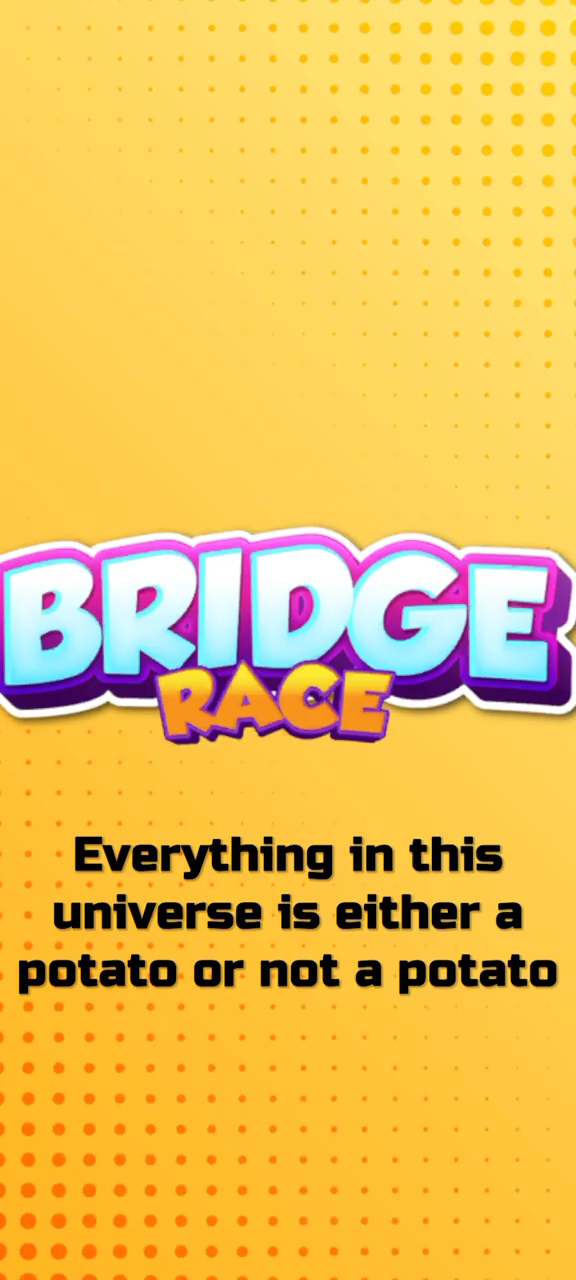 BRIDGE
RACE
Everything in this
universe is either a
potato or not a potato